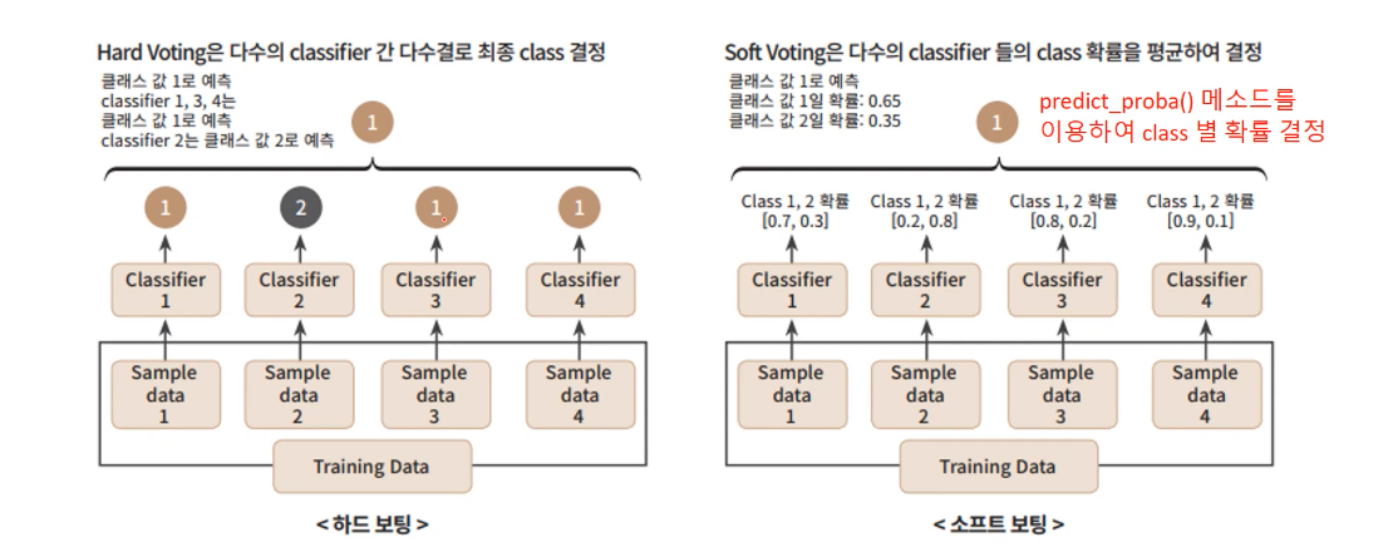 Hard Voting은 다수의 classifier 간 다수결로 최종 class 결정
클래스 값 1로 예측
classifier 1, 3, 4는
클래스 값 1로 예측
classifier 2는 클래스 값 2로 예측
1
1
2
1
1
Classifier
1
Classifier
2
Classifier
3
Classifier
4
Sample
data
1
Sample
data
2
Sample
data
3
Sample
data
4
Training Data
< 하드 보팅 >
Soft Voting은 다수의 classifier 들의 class 확률을 평균하여 결정
클래스 값 1로 예측
클래스 값 1일 확률: 0.65
클래스 값 2일 확률: 0.35
1
predict_proba() 메소드를
이용하여 class 별 확률 결정
Class 1, 2 확률
[0.7, 0.3]
Class 1, 2 확률
[0.2, 0.8]
Class 1, 2 확률
[0.8, 0.2]
Class 1, 2 확률
[0.9, 0.1]
Classifier
1
Classifier
2
Classifier
3
Classifier
4
Sample
data
1
Sample
data
2
Sample
data
3
Sample
data
4
Training Data
< 소프트 보팅 >